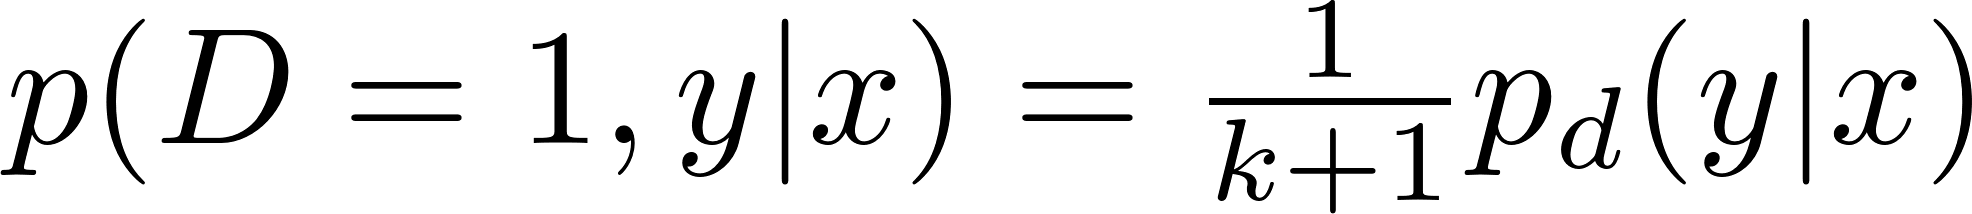 p(D = 1, y|x) = \frac{1}{k+1} p_d(y|x)